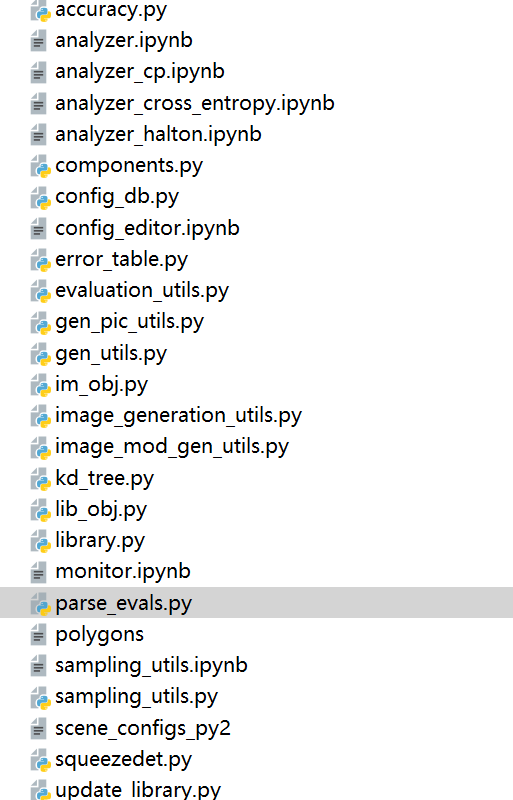 accuracy.py
analyzer.ipynb
analyzer_cp.ipynb
analyzer_cross_entropy.ipynb
analyzer_halton.ipynb
components.py
config_db.py
config_editor.ipynb
error_table.py
evaluation_utils.py
gen_pic_utils.py
gen_utils.py
im_obj.py
image_generation_utils.py
image_mod_gen_utils.py
kd_tree.py
lib_obj.py
library.py
monitor.ipynb
parse_evals.py
polygons
sampling_utils.ipynb
sampling_utils.py
scene_configs_py2
squeezedet.py
update_library.py